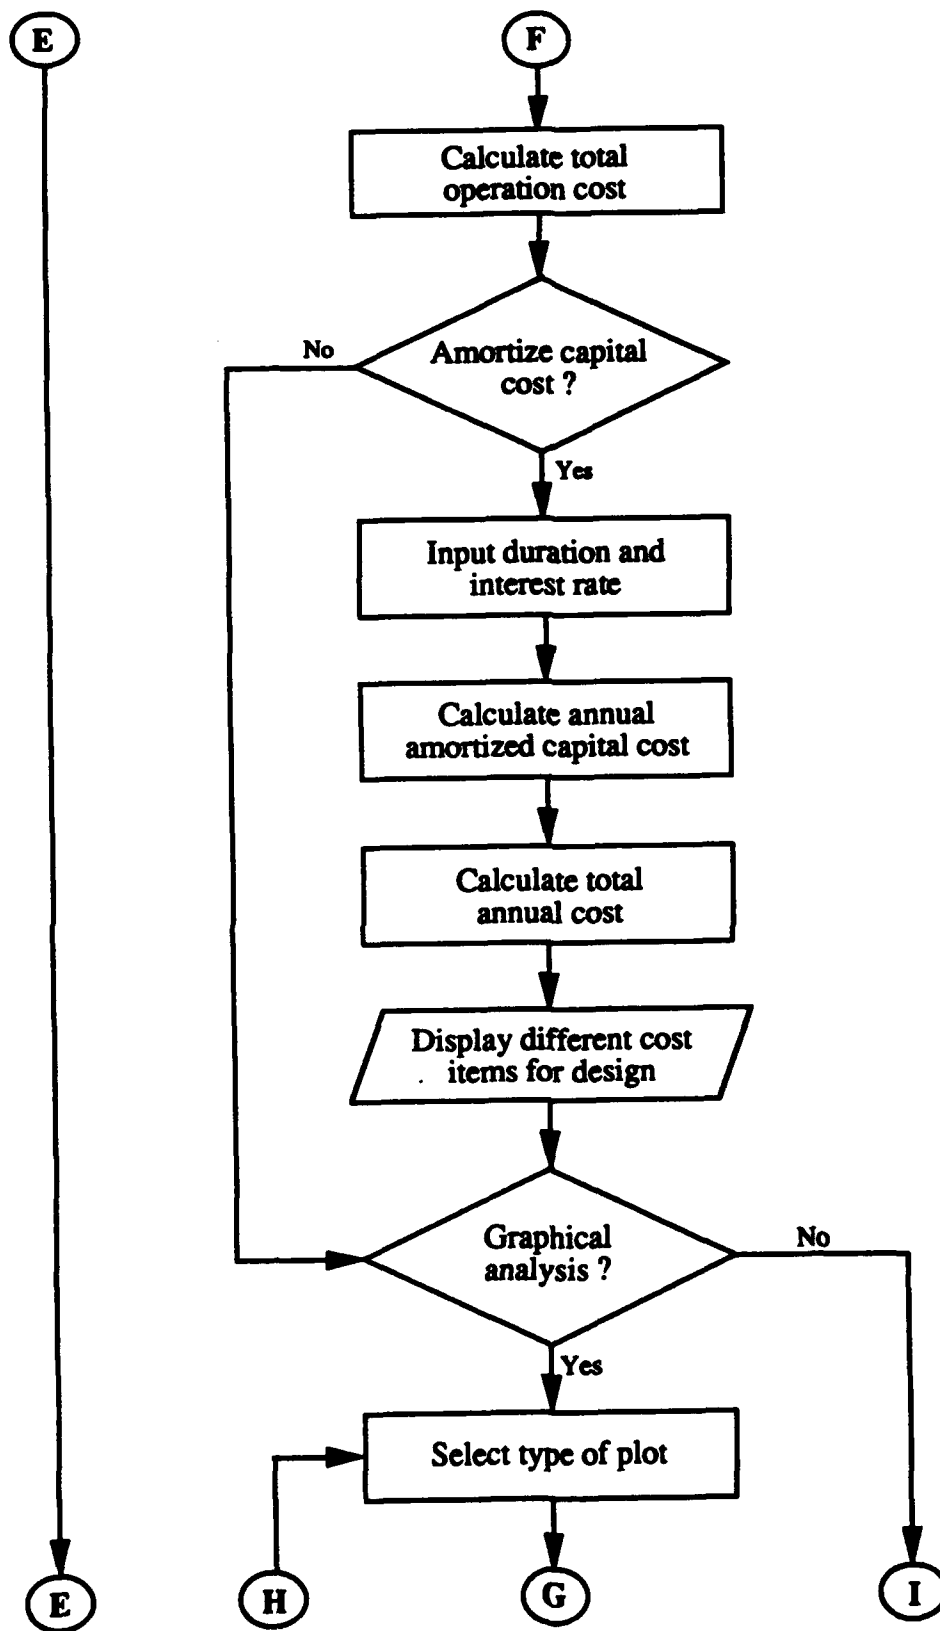 E
F
Calculate total
operation cost
No
Amortize capital
cost ?
Yes
Input duration and
interest rate
Calculate annual
amortized capital cost
Calculate total
annual cost
Display different cost
items for design
Graphical
analysis ?
No
Yes
Select type of plot
E
H
G
I